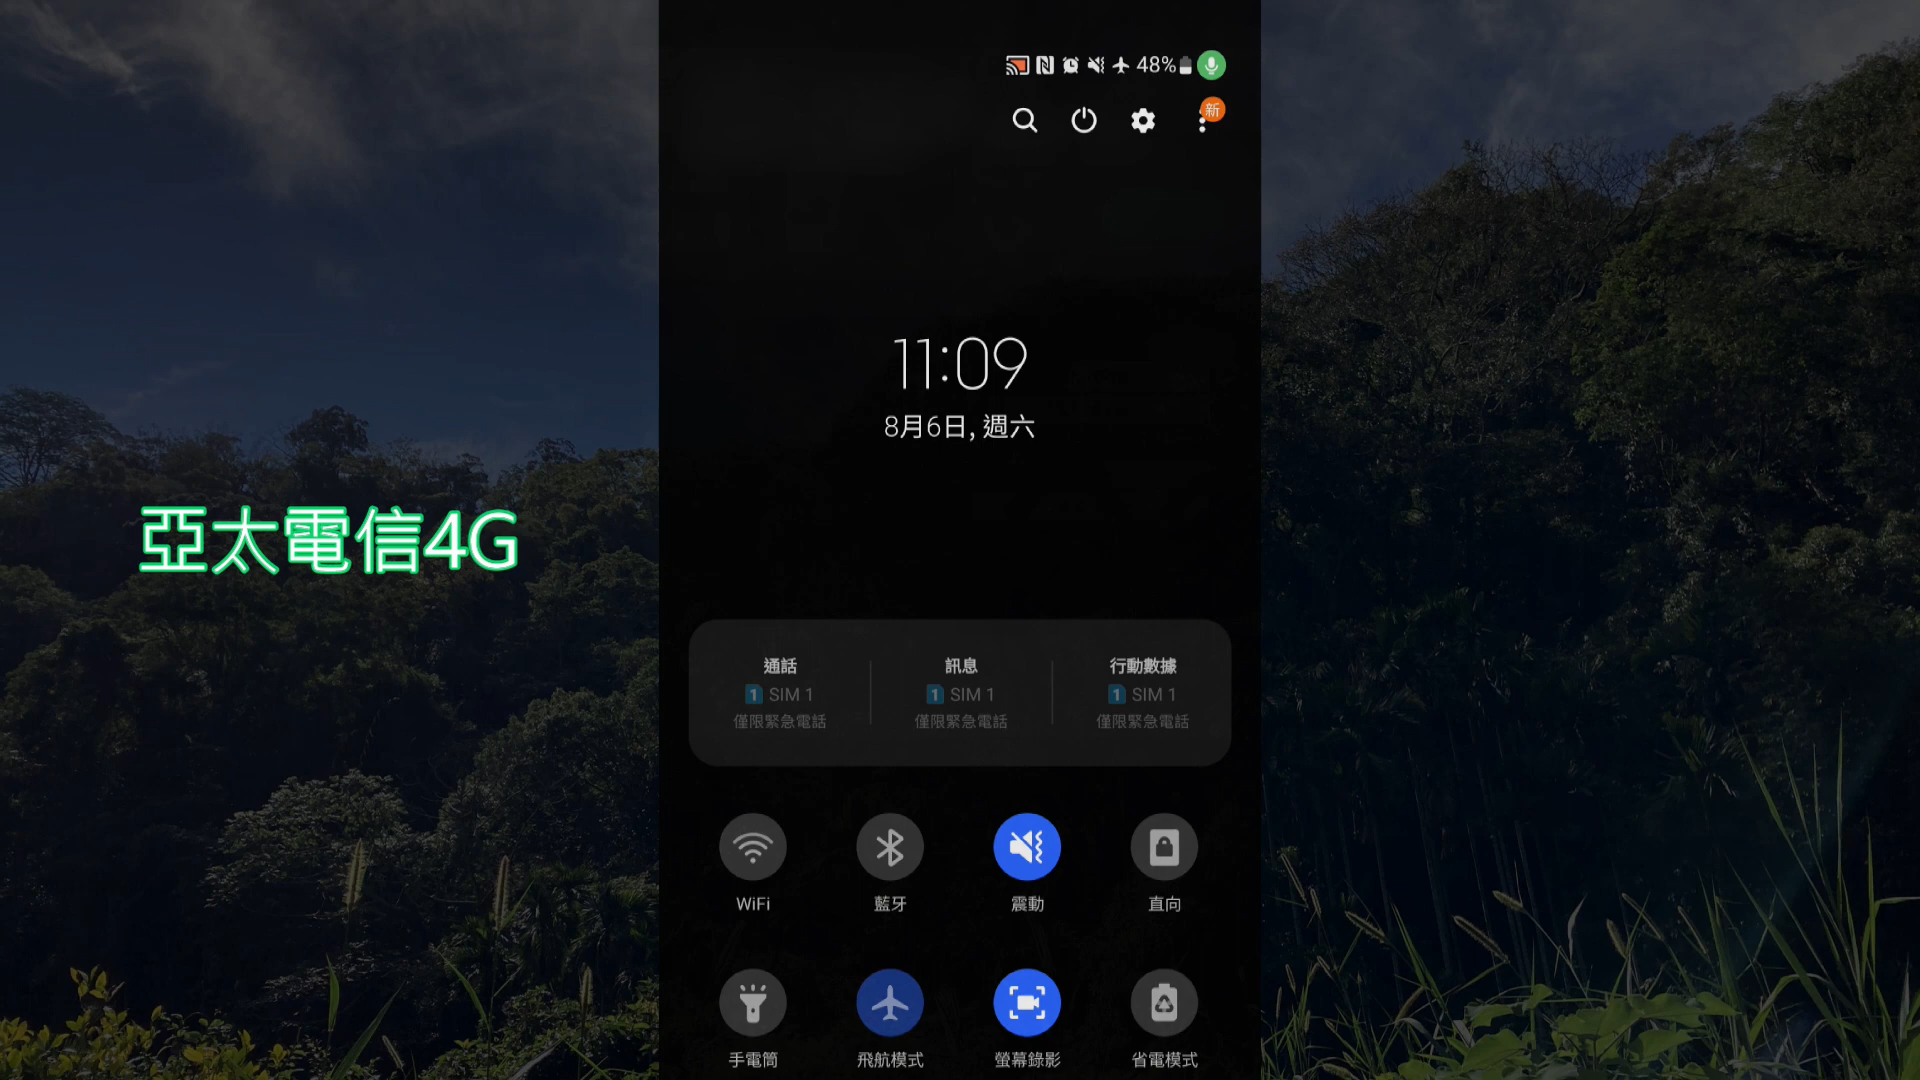 48%
新
11:09
8月6日, 週六
亞太電信4G
通話
1 SIM 1
僅限緊急電話
訊息
1 SIM 1
僅限緊急電話
行動數據
1 SIM 1
僅限緊急電話
WiFi
藍牙
震動
直向
手電筒
飛航模式
螢幕錄影
省電模式